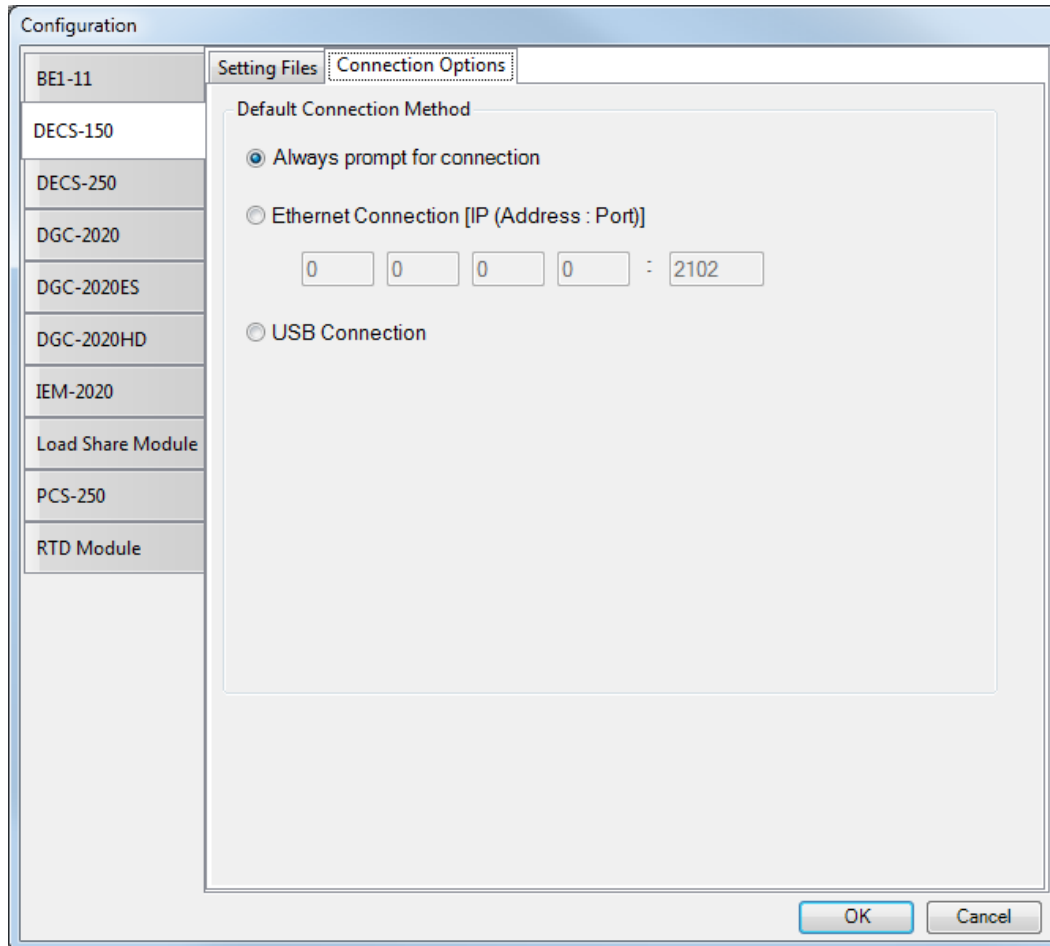 Configuration
BE1-11
DECS-150
DECS-250
DGC-2020
DGC-2020ES
DGC-2020HD
IEM-2020
Load Share Module
PCS-250
RTD Module
Setting Files Connection Options
Default Connection Method
Always prompt for connection
Ethernet Connection [IP (Address : Port)]
0 0 0 0 : 2102
USB Connection
OK Cancel